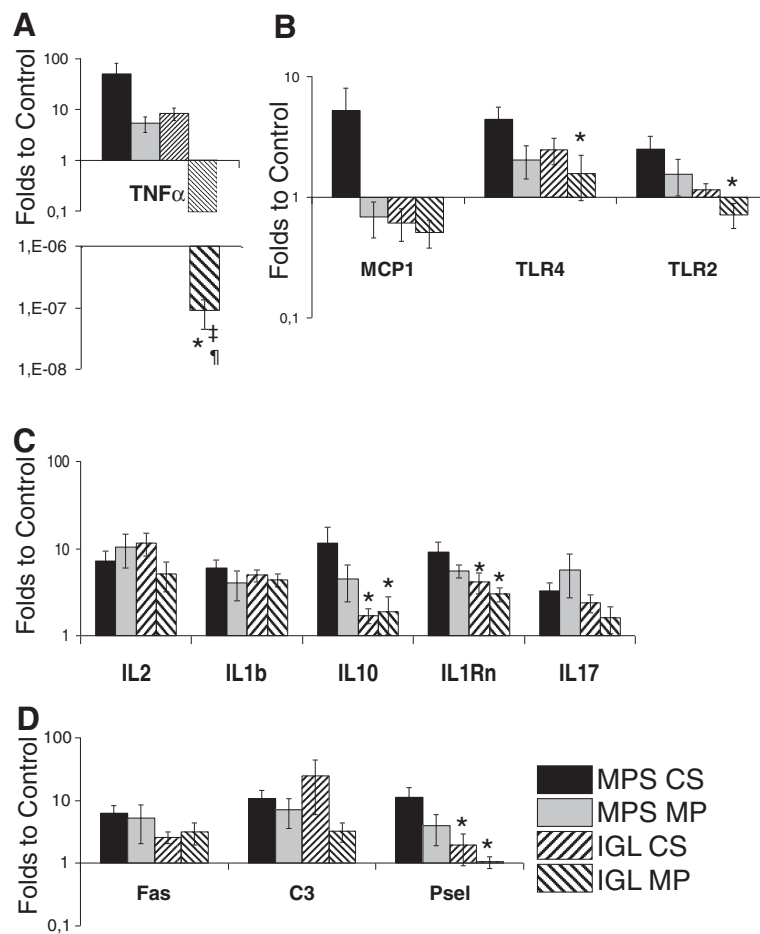 A
Folds to Control
100
10
1
0,1
TNFα
1,E-06
1,E-07
1,E-08
*
‡
¶
B
Folds to Control
10
1
0,1
*
*
MCP1 TLR4 TLR2
C
Folds to Control
100
10
1
* * * *
IL2 IL1b IL10 IL1Rn IL17
D
Folds to Control
100
10
1
0,1
*
*
Fas C3 Psel
MPS CS
MPS MP
IGL CS
IGL MP